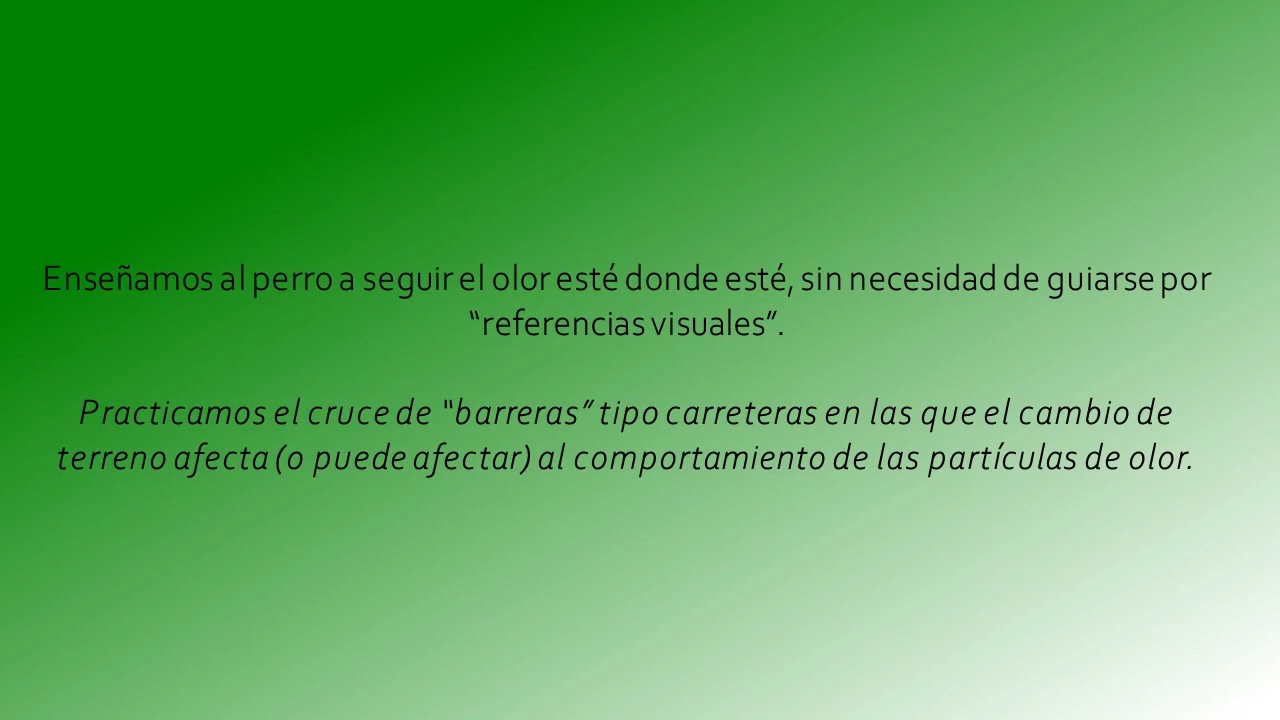 Enseñamos al perro a seguir el olor esté donde esté, sin necesidad de guiarse por
“referencias visuales”.
Practicamos el cruce de “barreras” tipo carreteras en las que el cambio de
terreno afecta (o puede afectar) al comportamiento de las partículas de olor.